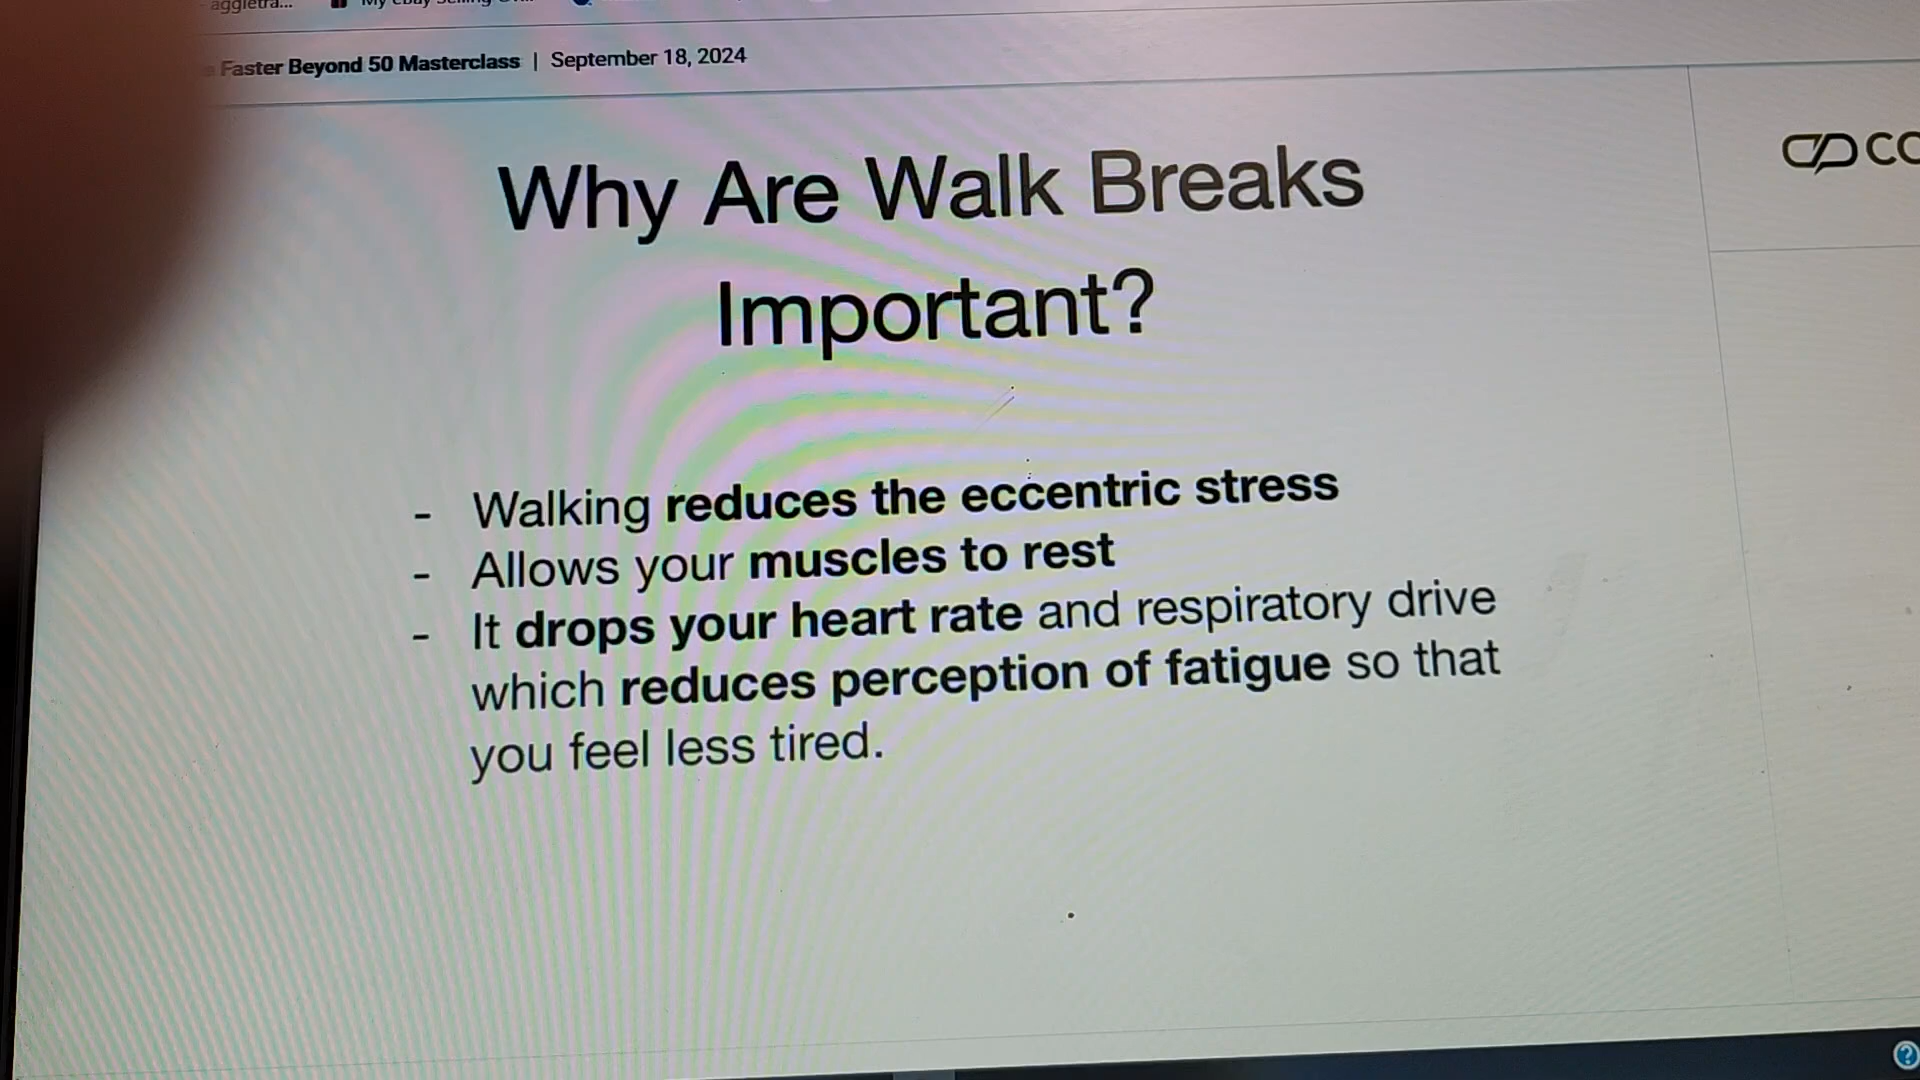 aggletra...
Faster Beyond 50 Masterclass | September 18, 2024
Why Are Walk Breaks
Important?
- Walking reduces the eccentric stress
- Allows your muscles to rest
- It drops your heart rate and respiratory drive
which reduces perception of fatigue so that
you feel less tired.